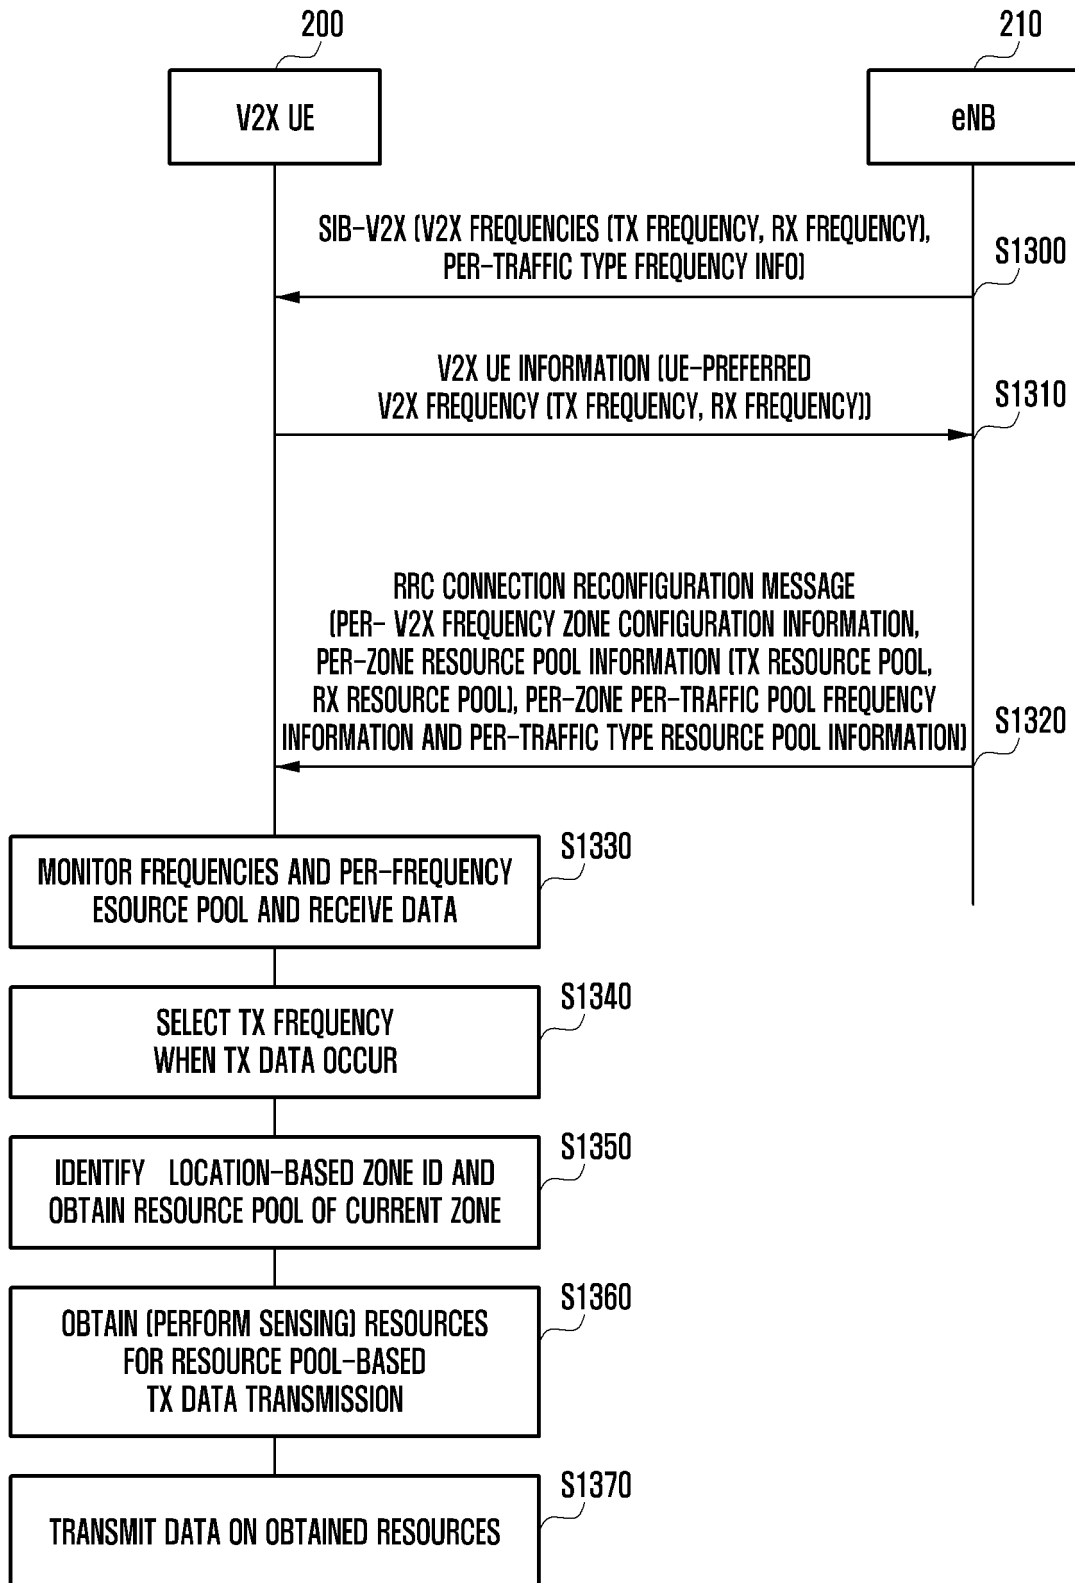 200
210
V2X UE
eNB
SIB-V2X (V2X FREQUENCIES (TX FREQUENCY, RX FREQUENCY),
PER-TRAFFIC TYPE FREQUENCY INFO)
S1300
V2X UE INFORMATION (UE-PREFERRED
V2X FREQUENCY (TX FREQUENCY, RX FREQUENCY))
S1310
RRC CONNECTION RECONFIGURATION MESSAGE
(PER- V2X FREQUENCY ZONE CONFIGURATION INFORMATION,
PER-ZONE RESOURCE POOL INFORMATION (TX RESOURCE POOL,
RX RESOURCE POOL), PER-ZONE PER-TRAFFIC POOL FREQUENCY
INFORMATION AND PER-TRAFFIC TYPE RESOURCE POOL INFORMATION)
S1320
MONITOR FREQUENCIES AND PER-FREQUENCY
ESOURCE POOL AND RECEIVE DATA
S1330
SELECT TX FREQUENCY
WHEN TX DATA OCCUR
S1340
IDENTIFY LOCATION-BASED ZONE ID AND
OBTAIN RESOURCE POOL OF CURRENT ZONE
S1350
OBTAIN (PERFORM SENSING) RESOURCES
FOR RESOURCE POOL-BASED
TX DATA TRANSMISSION
S1360
TRANSMIT DATA ON OBTAINED RESOURCES
S1370